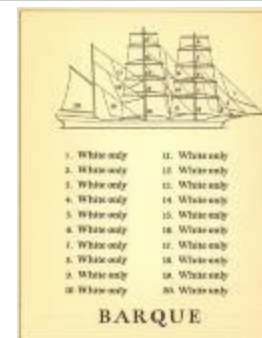 1. White only 11. White only
2. White only 12. White only
3. White only 13. White only
4. White only 14. White only
5. White only 15. White only
6. White only 16. White only
7. White only 17. White only
8. White only 18. White only
9. White only 19. White only
10. White only 20. White only
BARQUE